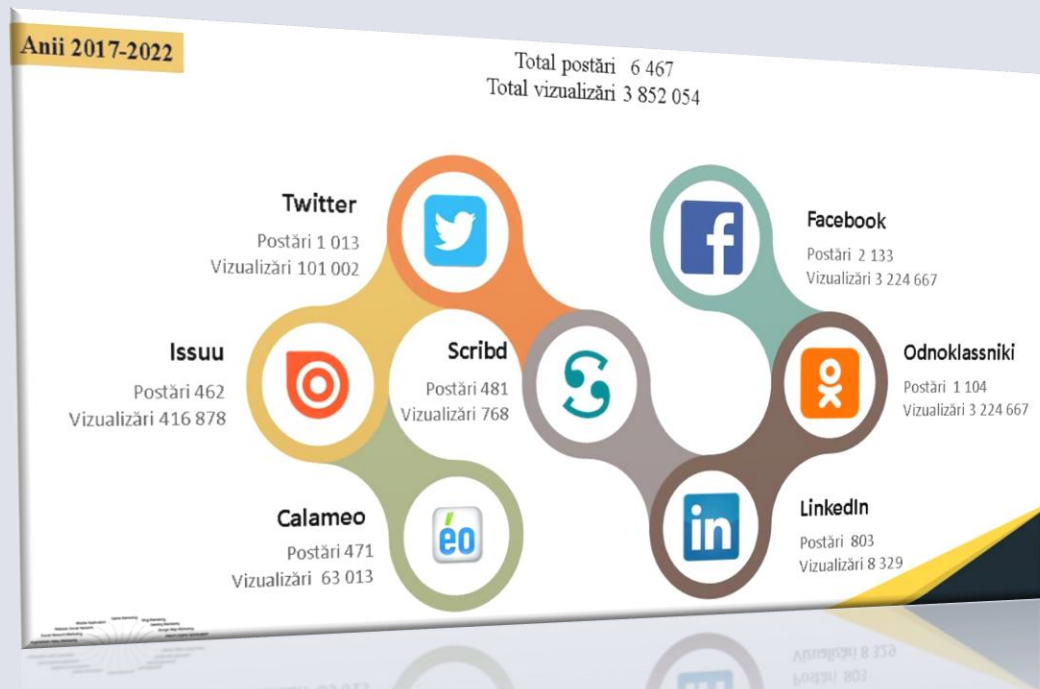 Anii 2017-2022
Total postări 6 467
Total vizualizări 3 852 054
Twitter
Postări 1 013
Vizualizări 101 002
Facebook
Postări 2 133
Vizualizări 3 224 667
Issuu
Postări 462
Vizualizări 416 878
Scribd
Postări 481
Vizualizări 768
Odnoklassniki
Postări 1 104
Vizualizări 3 224 667
Calameo
Postări 471
Vizualizări 63 013
LinkedIn
Postări 803
Vizualizări 8 329